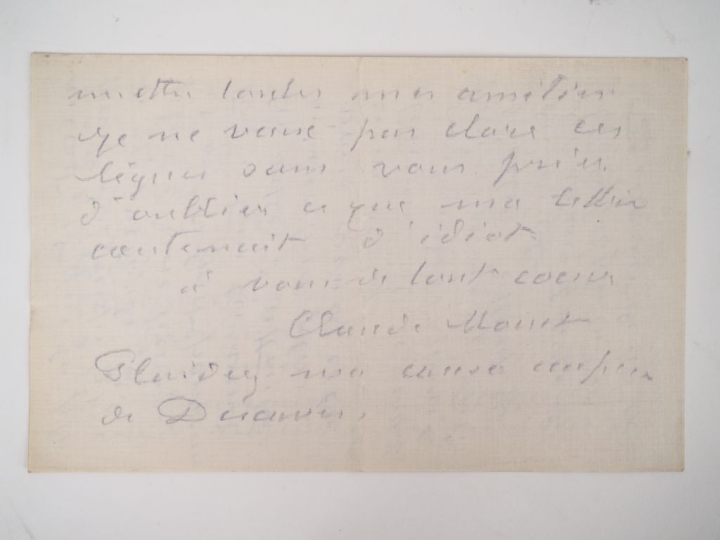 mettre toutes mes amitiés
Je ne veux pas clore ces
lignes sans vous prier
d'oublier ce que ma lettre
contenait d'idiot
à vous de tout coeur
Claude Monet
Plaidez ma cause auprès
de